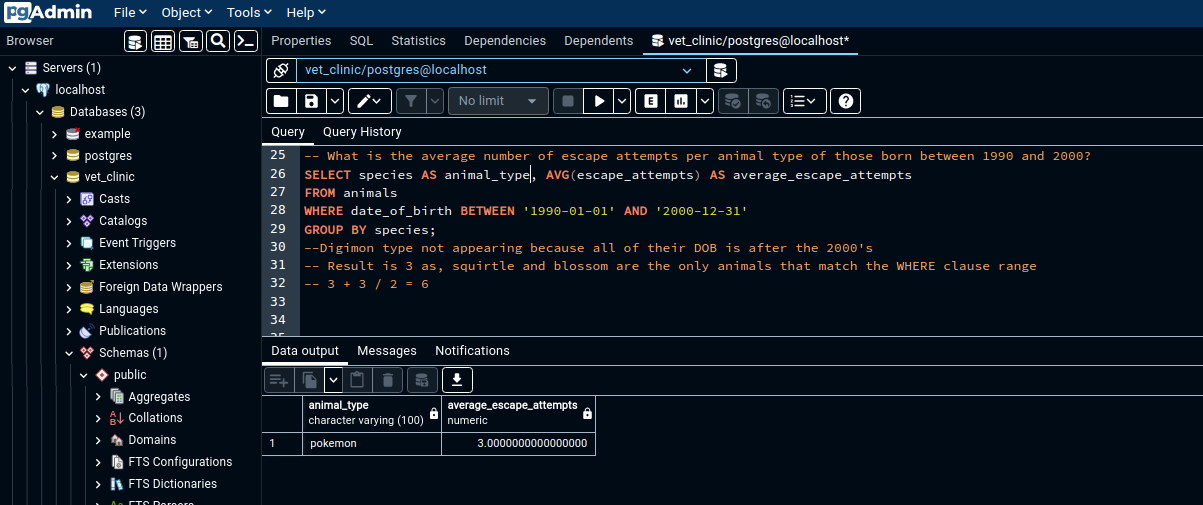 pgAdmin File Object Tools Help
Browser Properties SQL Statistics Dependencies Dependents vet_clinic/postgres@localhost*
Servers (1)
localhost
Databases (3)
example
postgres
vet_clinic
Casts
Catalogs
Event Triggers
Extensions
Foreign Data Wrappers
Languages
Publications
Schemas (1)
public
Aggregates
Collations
Domains
FTS Configurations
FTS Dictionaries
FTS Parsers
vet_clinic/postgres@localhost
No limit
E
Query Query History
25 -- What is the average number of escape attempts per animal type of those born between 1990 and 2000?
26 SELECT species AS animal_type, AVG(escape_attempts) AS average_escape_attempts
27 FROM animals
28 WHERE date_of_birth BETWEEN '1990-01-01' AND '2000-12-31'
29 GROUP BY species;
30 --Digimon type not appearing because all of their DOB is after the 2000's
31 -- Result is 3 as, squirtle and blossom are the only animals that match the WHERE clause range
32 -- 3 + 3 / 2 = 6
33
34
35
Data output Messages Notifications
animal_type average_escape_attempts
character varying (100) numeric
1 pokemon 3.0000000000000000